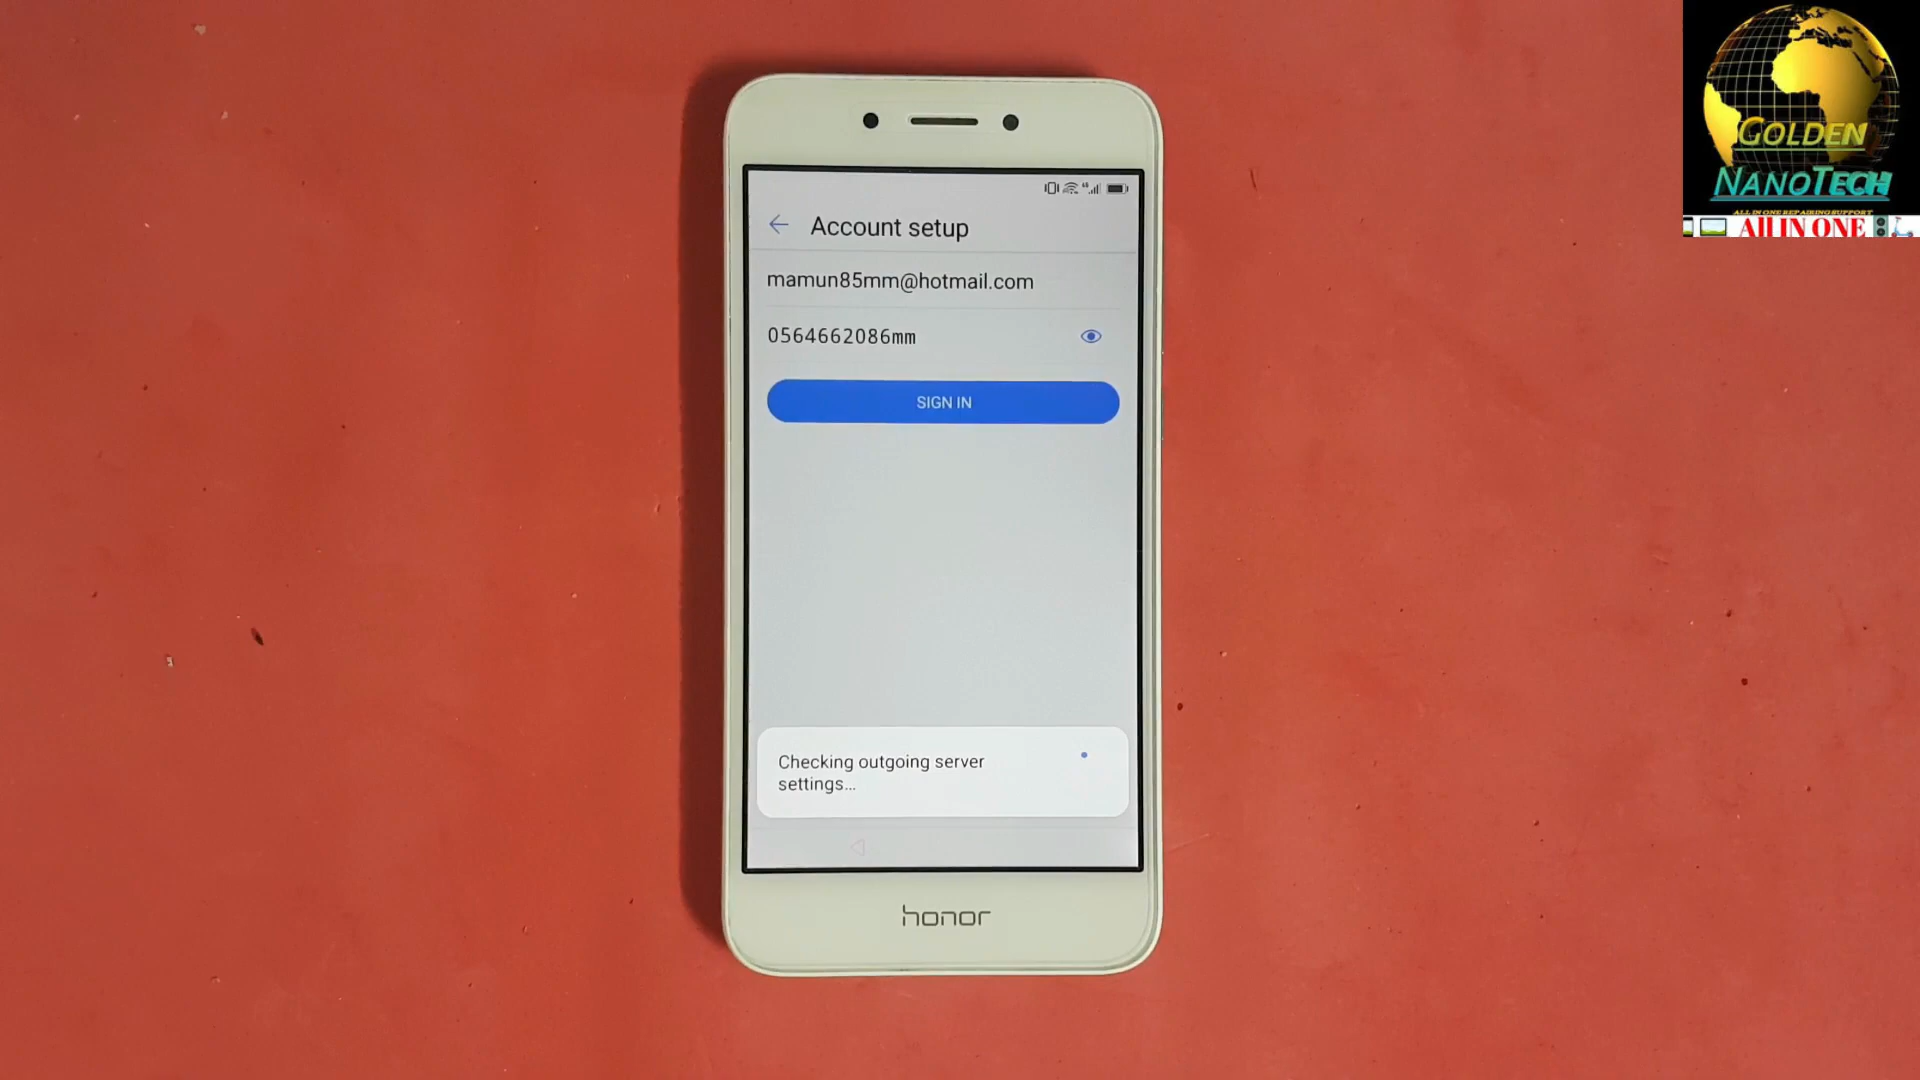 Account setup
mamun85mm@hotmail.com
0564662086mm
SIGN IN
Checking outgoing server
settings...
honor
GOLDEN
NANOTECH
ALL IN ONE REPAIRING SUPPORT
All IN ONE